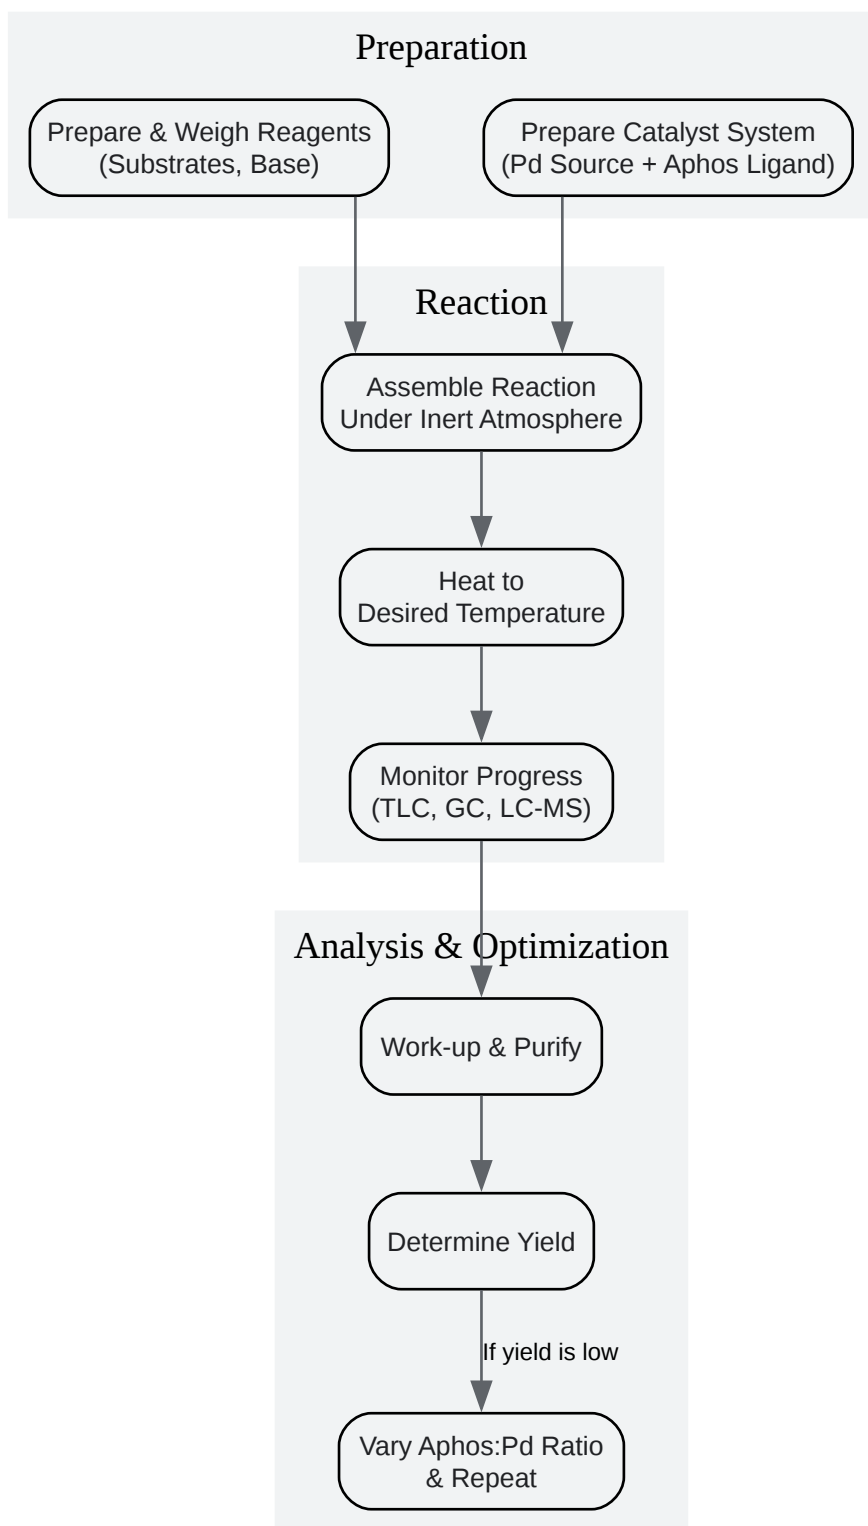 Preparation
Prepare & Weigh Reagents
(Substrates, Base)
Prepare Catalyst System
(Pd Source + Aphos Ligand)
Reaction
Assemble Reaction
Under Inert Atmosphere
Heat to
Desired Temperature
Monitor Progress
(TLC, GC, LC-MS)
Analysis & Optimization
Work-up & Purify
Determine Yield
If yield is low
Vary Aphos:Pd Ratio
& Repeat